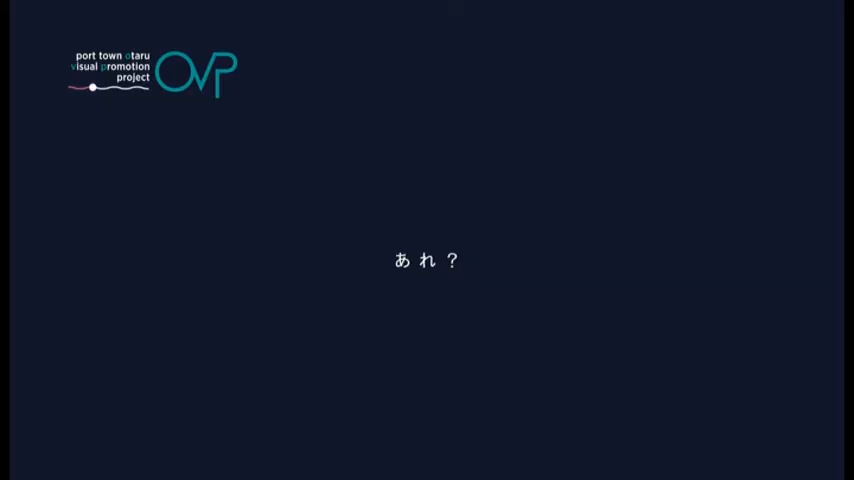 port town otaru
visual promotion
project
OVP
あれ？